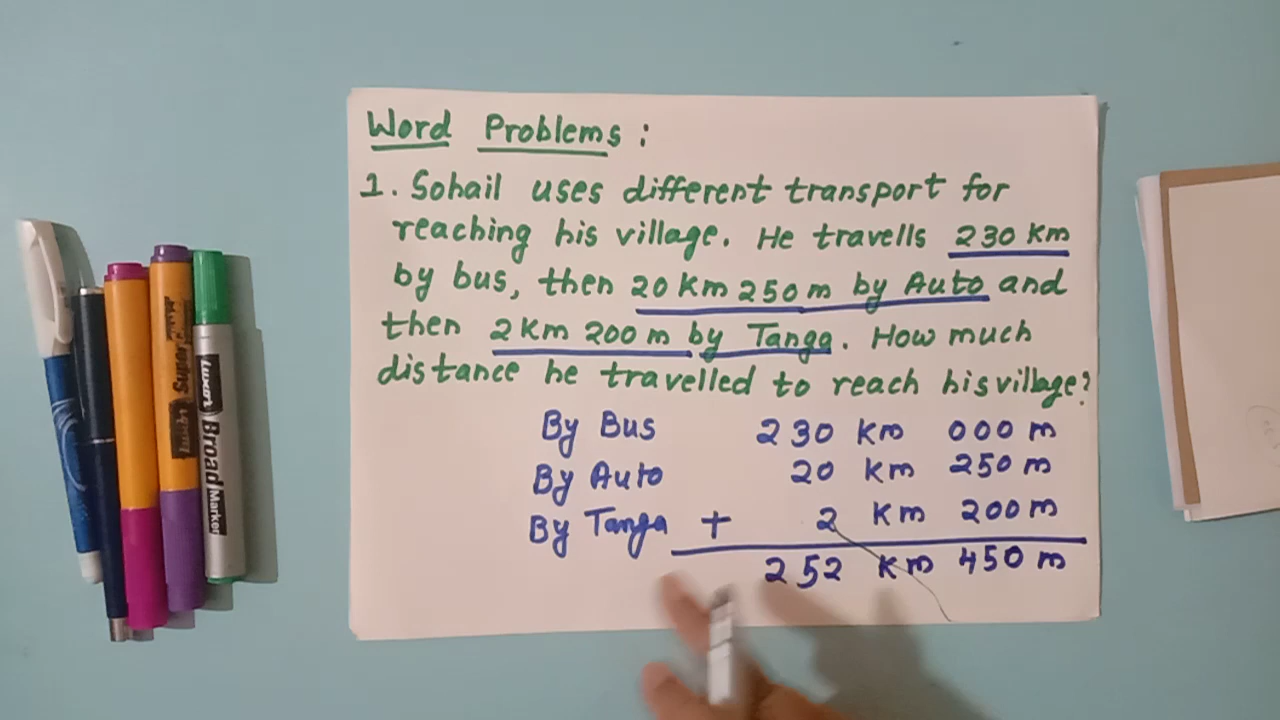 Word Problems :
1. Sohail uses different transport for
reaching his village. He travells 230 Km
by bus, then 20 Km 250 m by Auto and
then 2 Km 200 m by Tanga. How much
distance he travelled to reach his village?
By Bus 230 Km 000 m
By Auto 20 Km 250 m
By Tanga + 2 Km 200 m
252 Km 450 m
Luxor Broad Marker